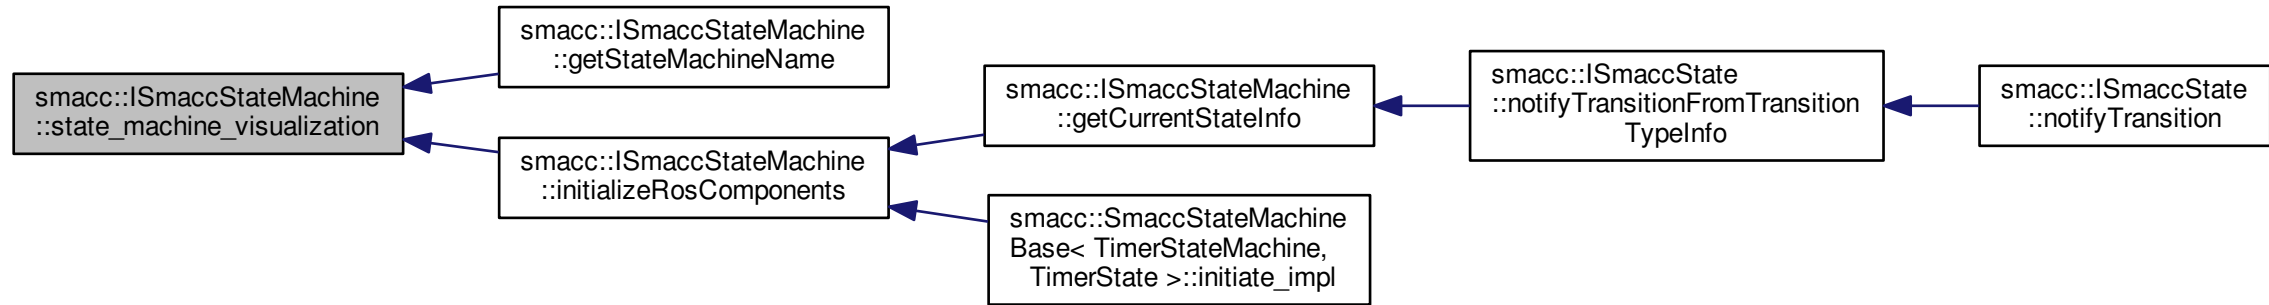 smacc::ISmaccStateMachine
::state_machine_visualization
smacc::ISmaccStateMachine
::getStateMachineName
smacc::ISmaccStateMachine
::initializeRosComponents
smacc::ISmaccStateMachine
::getCurrentStateInfo
smacc::SmaccStateMachine
Base< TimerStateMachine,
TimerState >::initiate_impl
smacc::ISmaccState
::notifyTransitionFromTransition
TypeInfo
smacc::ISmaccState
::notifyTransition